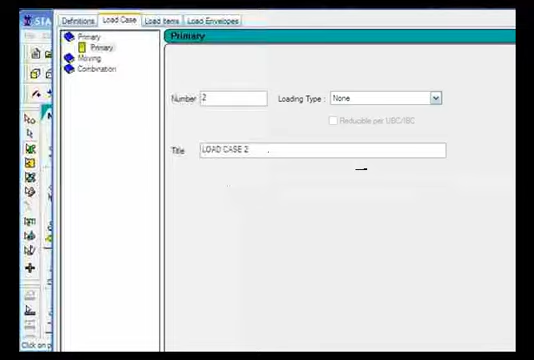 STA
Definitions Load Case Load Items Load Envelopes
Primary
Primary
Moving
Combination
Primary
Number 2 Loading Type : None
Reducible per UBC/IBC
Title LOAD CASE 2
Click on p